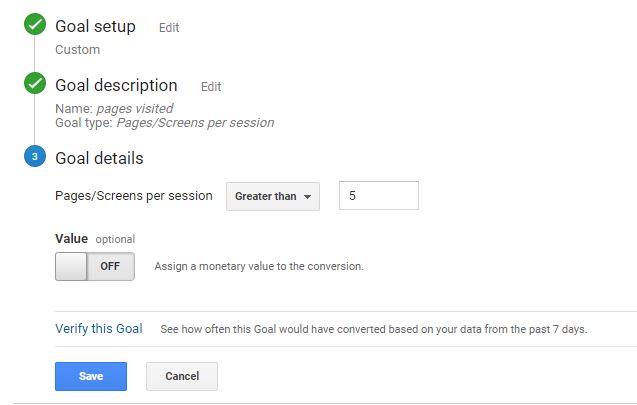 Goal setup Edit
Custom
Goal description Edit
Name: pages visited
Goal type: Pages/Screens per session
3 Goal details
Pages/Screens per session Greater than 5
Value optional
OFF Assign a monetary value to the conversion.
Verify this Goal See how often this Goal would have converted based on your data from the past 7 days.
Save Cancel